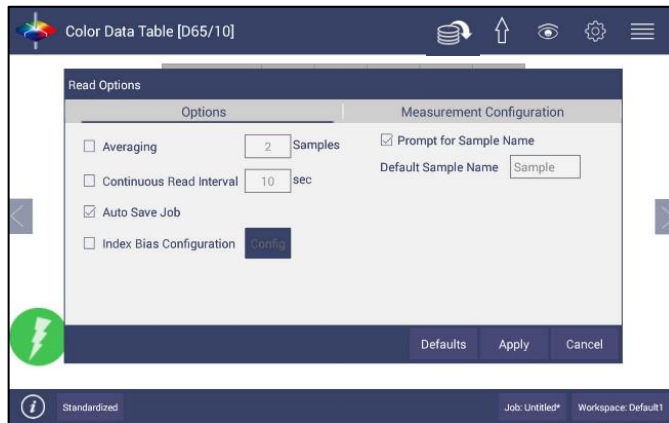 Color Data Table [D65/10]
Read Options
Options
Measurement Configuration
Averaging 2 Samples
Prompt for Sample Name
Continuous Read Interval 10 sec
Default Sample Name Sample
Auto Save Job
Index Bias Configuration Config
Defaults Apply Cancel
i Standardized Job: Untitled* Workspace: Default1